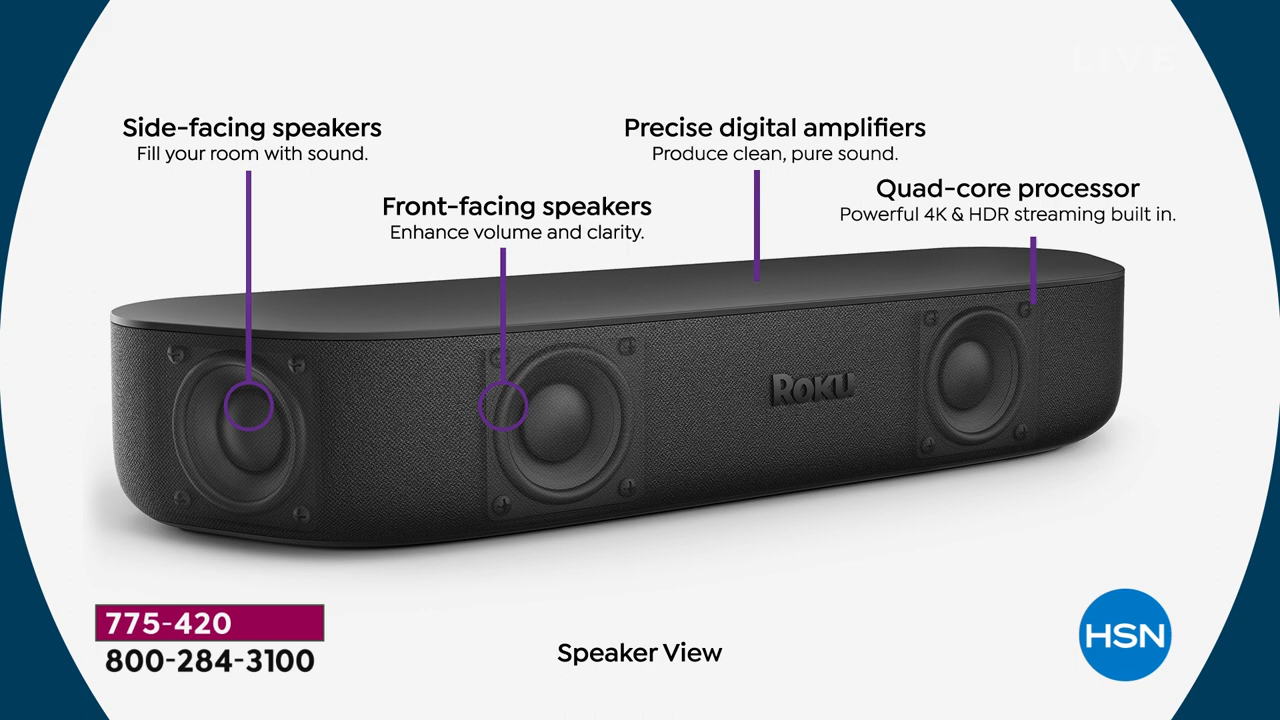 LIVE
Side-facing speakers
Fill your room with sound.
Precise digital amplifiers
Produce clean, pure sound.
Quad-core processor
Powerful 4K & HDR streaming built in.
Front-facing speakers
Enhance volume and clarity.
ROKU
775-420
800-284-3100
Speaker View
HSN